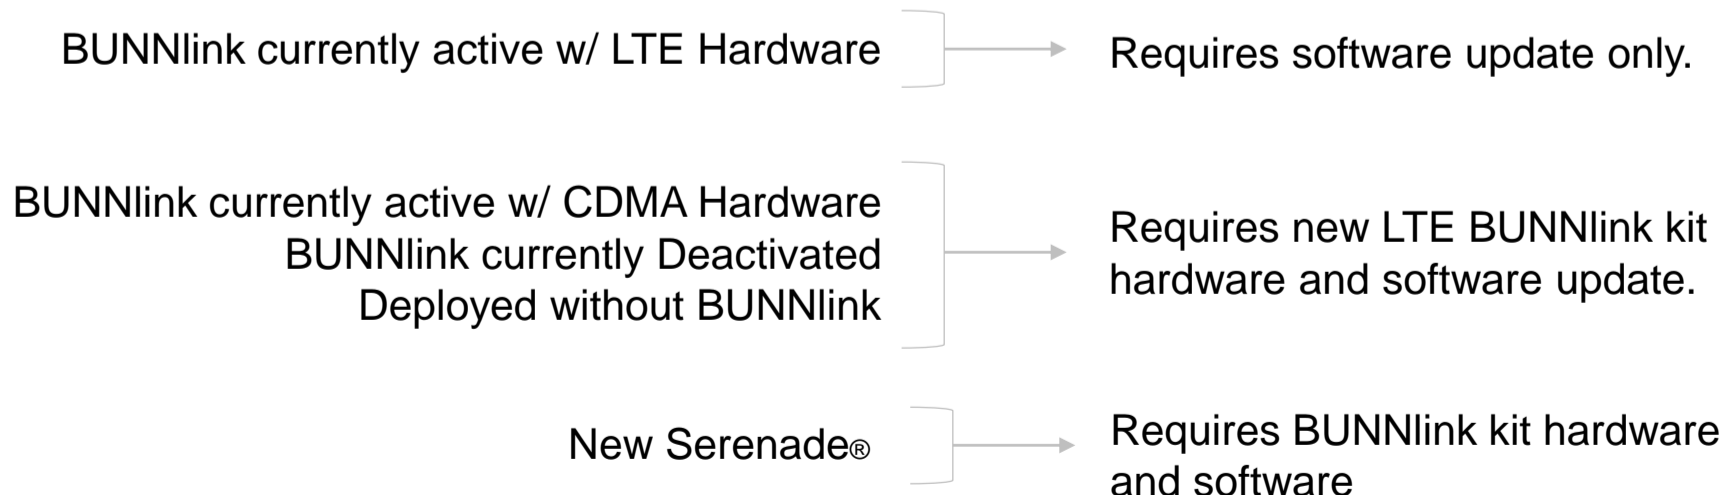 BUNNlink currently active w/ LTE Hardware
Requires software update only.
BUNNlink currently active w/ CDMA Hardware
BUNNlink currently Deactivated
Deployed without BUNNlink
Requires new LTE BUNNlink kit
hardware and software update.
New Serenade®
Requires BUNNlink kit hardware
and software